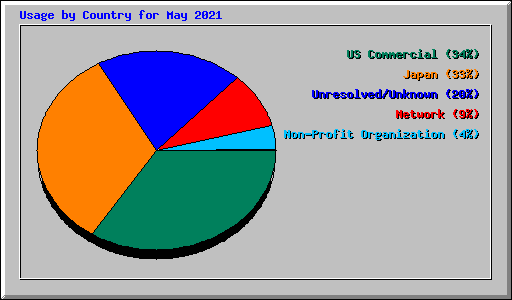 Usage by Country for May 2021
US Commercial (34%)
Japan (33%)
Unresolved/Unknown (20%)
Network (9%)
Non-Profit Organization (4%)